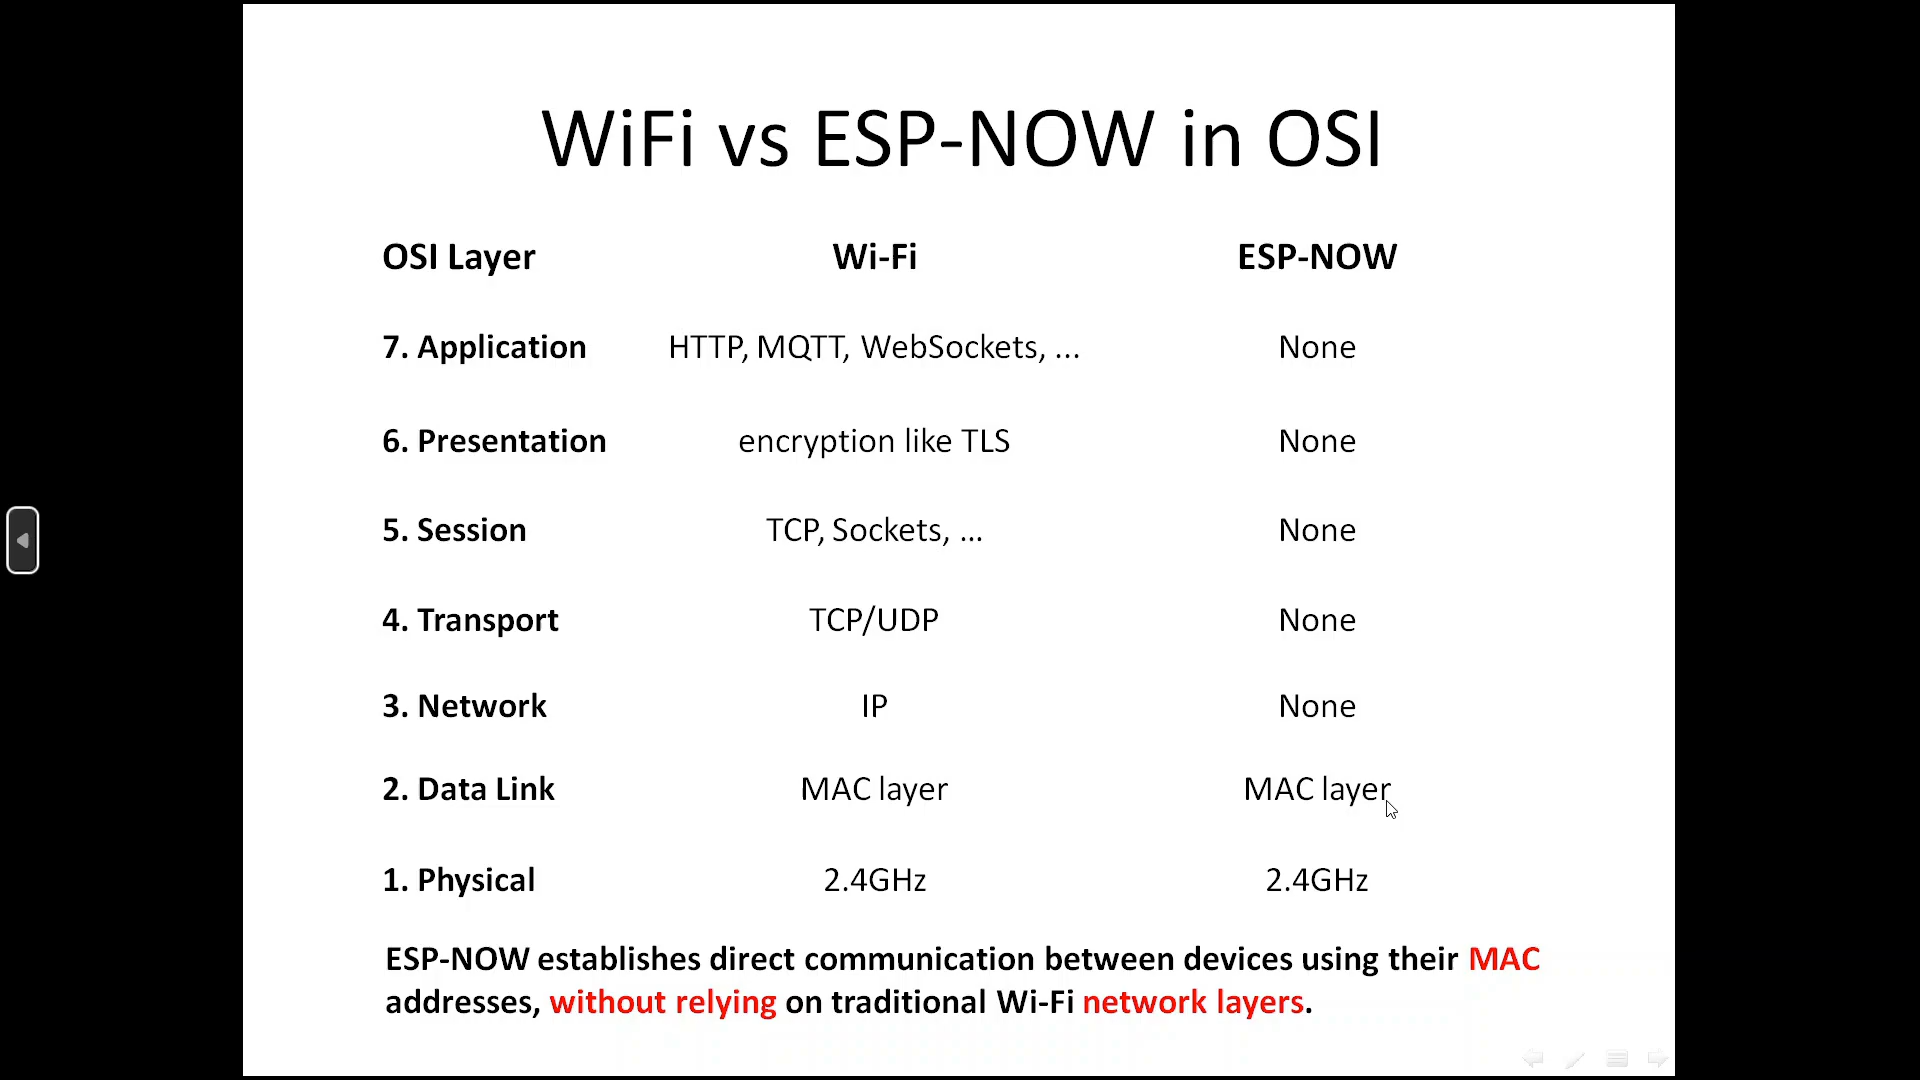 WiFi vs ESP-NOW in OSI
OSI Layer Wi-Fi ESP-NOW
7. Application HTTP, MQTT, WebSockets, ... None
6. Presentation encryption like TLS None
5. Session TCP, Sockets, ... None
4. Transport TCP/UDP None
3. Network IP None
2. Data Link MAC layer MAC layer
1. Physical 2.4GHz 2.4GHz
ESP-NOW establishes direct communication between devices using their MAC
addresses, without relying on traditional Wi-Fi network layers.